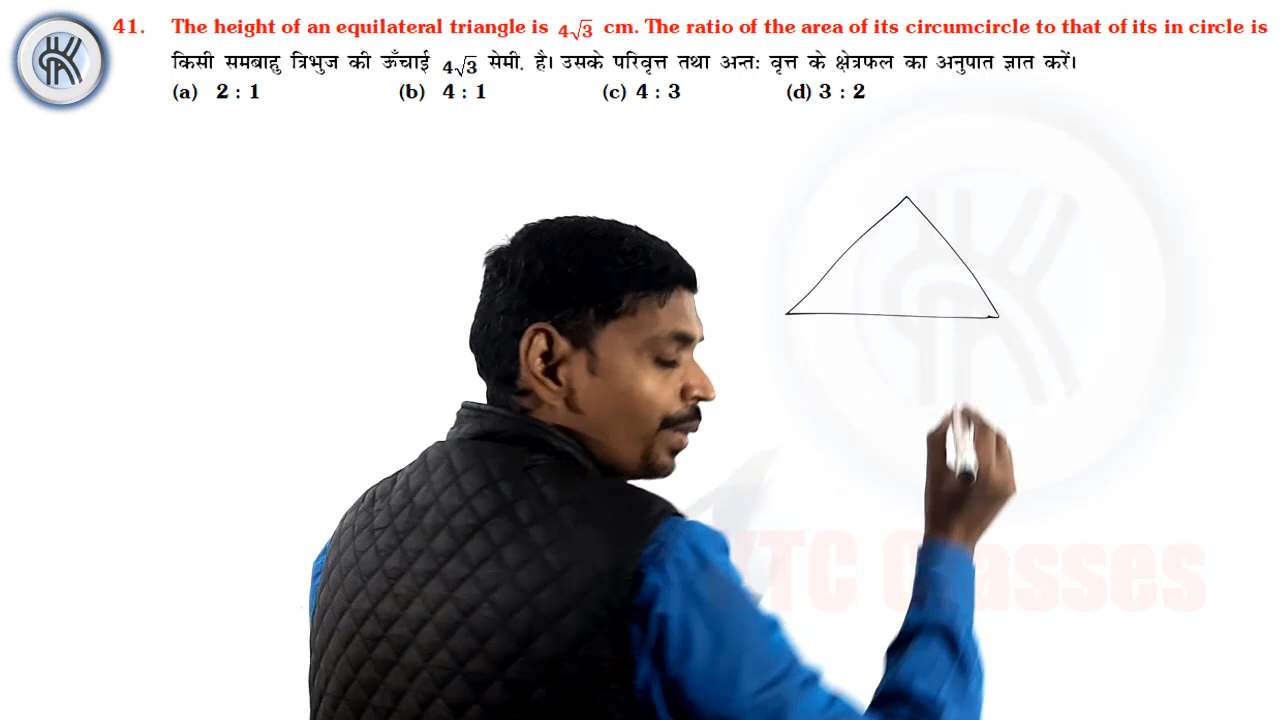 41. The height of an equilateral triangle is 4√3 cm. The ratio of the area of its circumcircle to that of its in circle is
किसी समबाहु त्रिभुज की ऊँचाई 4√3 सेमी. है। उसके परिवृत्त तथा अन्तः वृत्त के क्षेत्रफल का अनुपात ज्ञात करें।
(a) 2 : 1 (b) 4 : 1 (c) 4 : 3 (d) 3 : 2
TC Classes